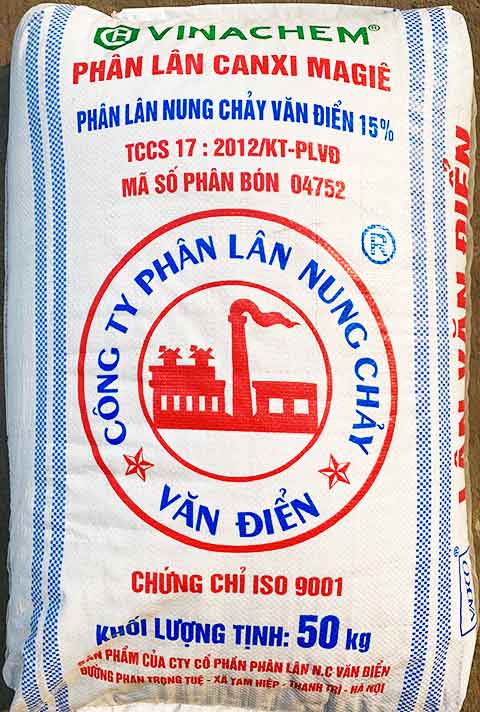 VINACHEM®
PHÂN LÂN CANXI MAGIÊ
PHÂN LÂN NUNG CHẢY VĂN ĐIỂN 15%
TCCS 17 : 2012/KT-PLVĐ
MÃ SỐ PHÂN BÓN 04752
®
CÔNG TY PHÂN LÂN NUNG CHẢY
VĂN ĐIỂN
CHỨNG CHỈ ISO 9001
KHỐI LƯỢNG TỊNH: 50 kg
SẢN PHẨM CỦA CTY CỔ PHẦN PHÂN LÂN N.C VĂN ĐIỂN
ĐƯỜNG PHAN TRỌNG TUỆ - XÃ TAM HIỆP - THANH TRÌ - HÀ NỘI
LÂN VĂN ĐIỂN